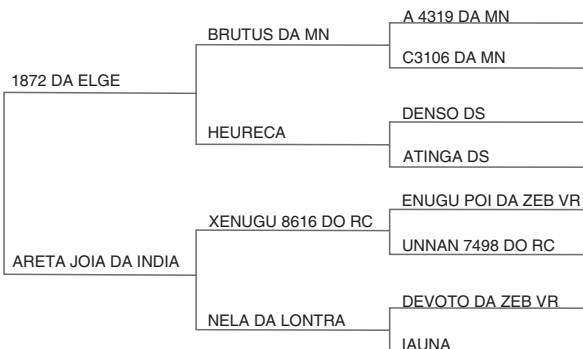 A 4319 DA MN
BRUTUS DA MN
C3106 DA MN
1872 DA ELGE
DENSO DS
HEURECA
ATINGA DS
ENUGU POI DA ZEB VR
XENUGU 8616 DO RC
UNNAN 7498 DO RC
ARETA JOIA DA INDIA
DEVOTO DA ZEB VR
NELA DA LONTRA
IAUNA